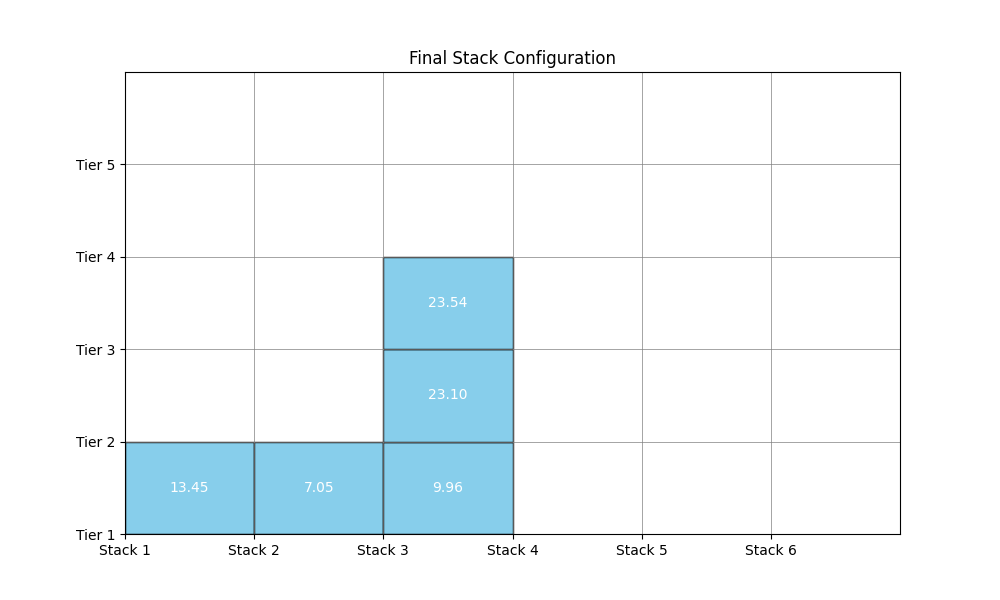 Final Stack Configuration
Tier 5
Tier 4
23.54
Tier 3
23.10
Tier 2
13.45 7.05 9.96
Tier 1
Stack 1 Stack 2 Stack 3 Stack 4 Stack 5 Stack 6